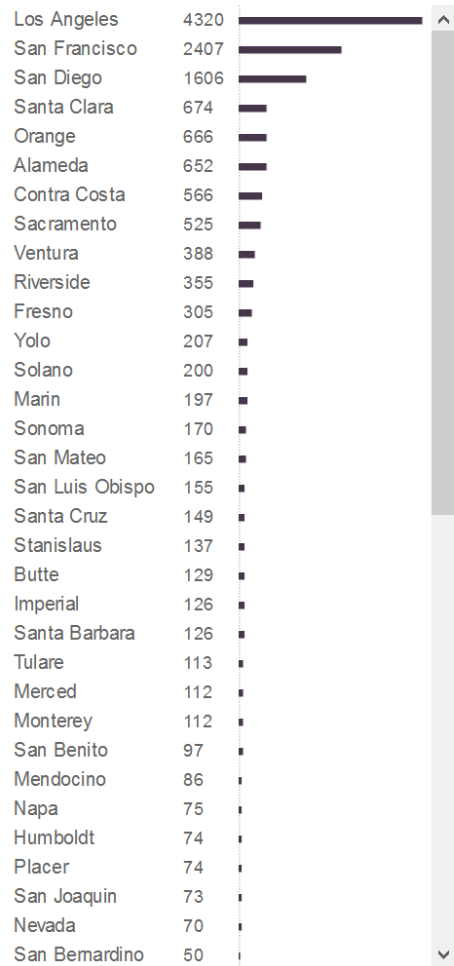 Los Angeles 4320
San Francisco 2407
San Diego 1606
Santa Clara 674
Orange 666
Alameda 652
Contra Costa 566
Sacramento 525
Ventura 388
Riverside 355
Fresno 305
Yolo 207
Solano 200
Marin 197
Sonoma 170
San Mateo 165
San Luis Obispo 155
Santa Cruz 149
Stanislaus 137
Butte 129
Imperial 126
Santa Barbara 126
Tulare 113
Merced 112
Monterey 112
San Benito 97
Mendocino 86
Napa 75
Humboldt 74
Placer 74
San Joaquin 73
Nevada 70
San Bernardino 50